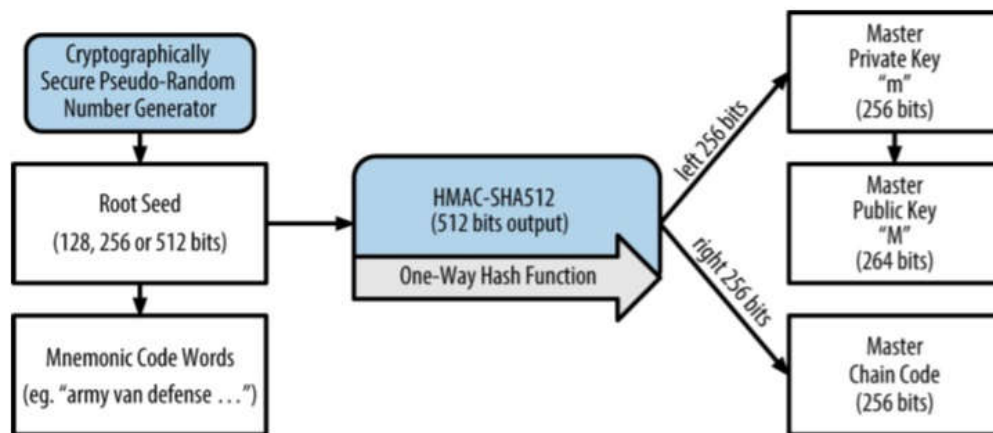 Cryptographically
Secure Pseudo-Random
Number Generator
Root Seed
(128, 256 or 512 bits)
Mnemonic Code Words
(eg. “army van defense …”)
HMAC-SHA512
(512 bits output)
One-Way Hash Function
left 256 bits
right 256 bits
Master
Private Key
“m”
(256 bits)
Master
Public Key
“M”
(264 bits)
Master
Chain Code
(256 bits)